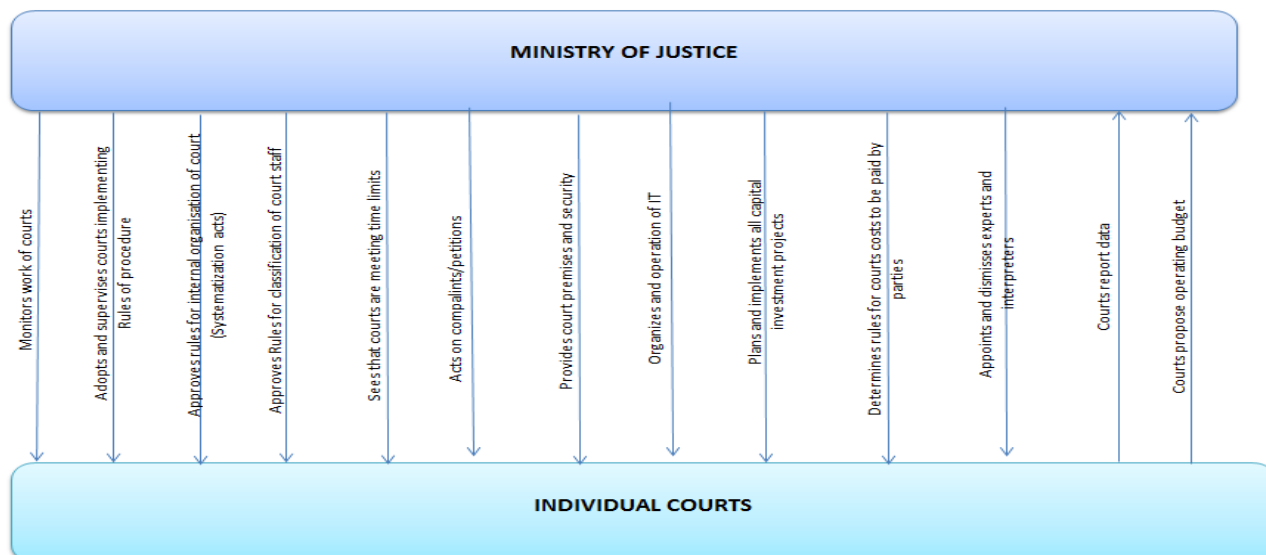 MINISTRY OF JUSTICE
Monitors work of courts
Adopts and supervises courts implementing
Rules of procedure
Approves rules for internal organisation of court
(Systematization acts)
Approves Rules for classification of court staff
Sees that courts are meeting time limits
Acts on compalints/petitions
Provides court premises and security
Organizes and operation of IT
Plans and implements all capital
investment projects
Determines rules for courts costs to be paid by
parties
Appoints and dismisses experts and
interpreters
Courts report data
Courts propose operating budget
INDIVIDUAL COURTS